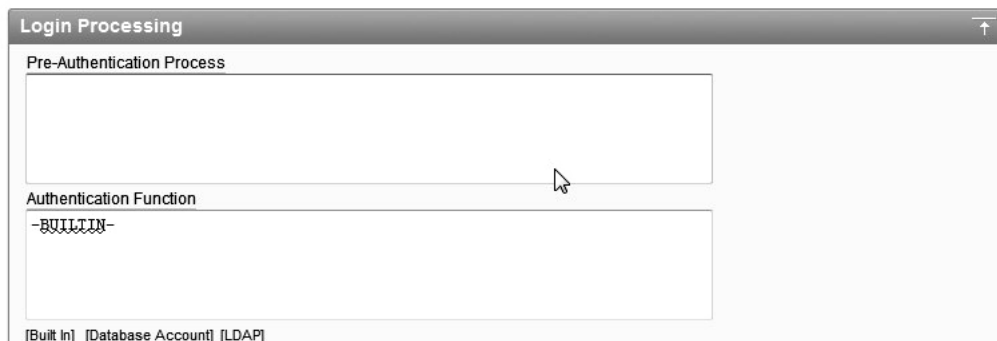 Login Processing
Pre-Authentication Process
Authentication Function
-BUILTIN-
[Built In] [Database Account] [LDAP]